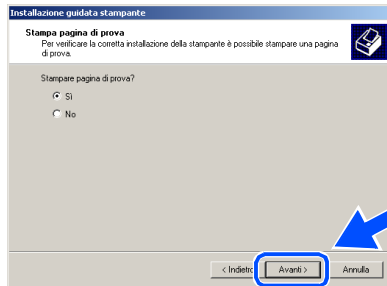 Installazione guidata stampante
Stampa pagina di prova
Per verificare la corretta installazione della stampante è possibile stampare una pagina
di prova.
Stampare pagina di prova?
Sì
No
< Indietro
Avanti >
Annulla